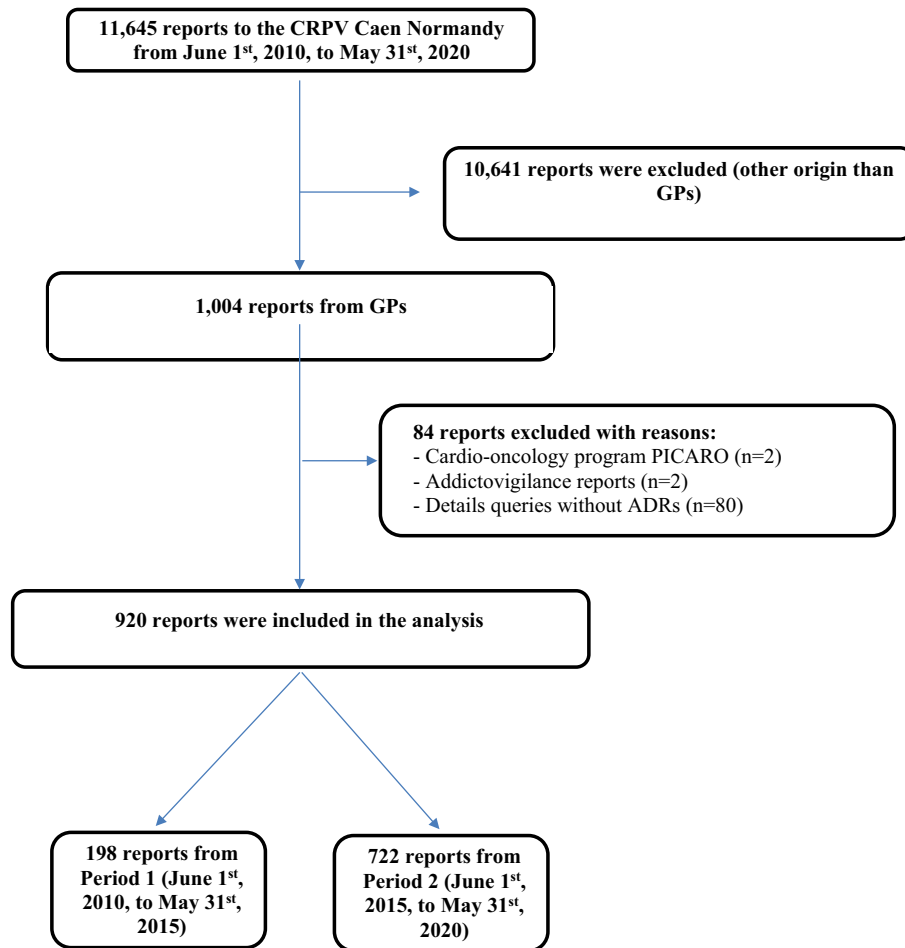 11,645 reports to the CRPV Caen Normandy
from June 1st, 2010, to May 31st, 2020
10,641 reports were excluded (other origin than
GPs)
1,004 reports from GPs
84 reports excluded with reasons:
- Cardio-oncology program PICARO (n=2)
- Addictovigilance reports (n=2)
- Details queries without ADRs (n=80)
920 reports were included in the analysis
198 reports from
Period 1 (June 1st,
2010, to May 31st,
2015)
722 reports from
Period 2 (June 1st,
2015, to May 31st,
2020)